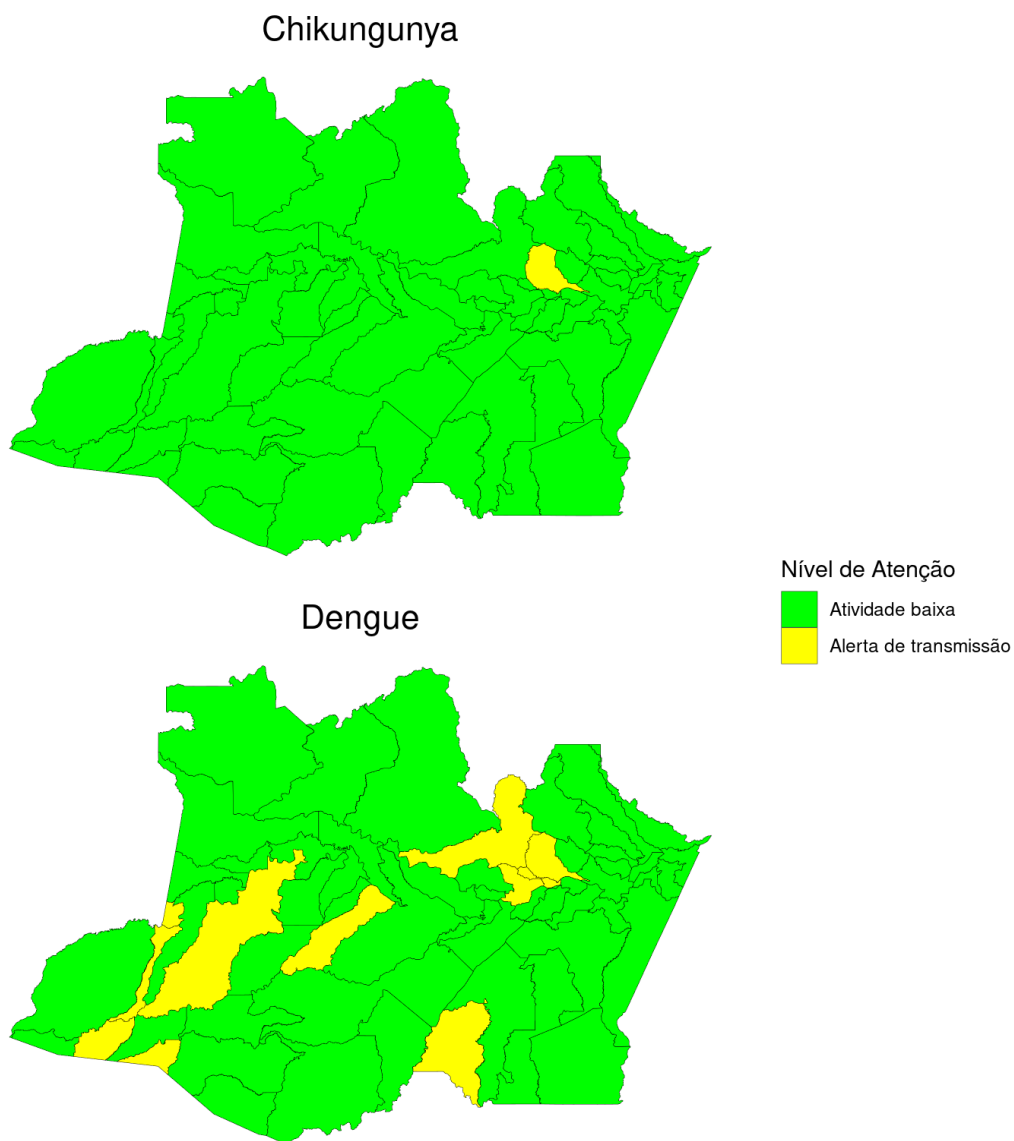 Chikungunya
Nível de Atenção
Atividade baixa
Alerta de transmissão
Dengue